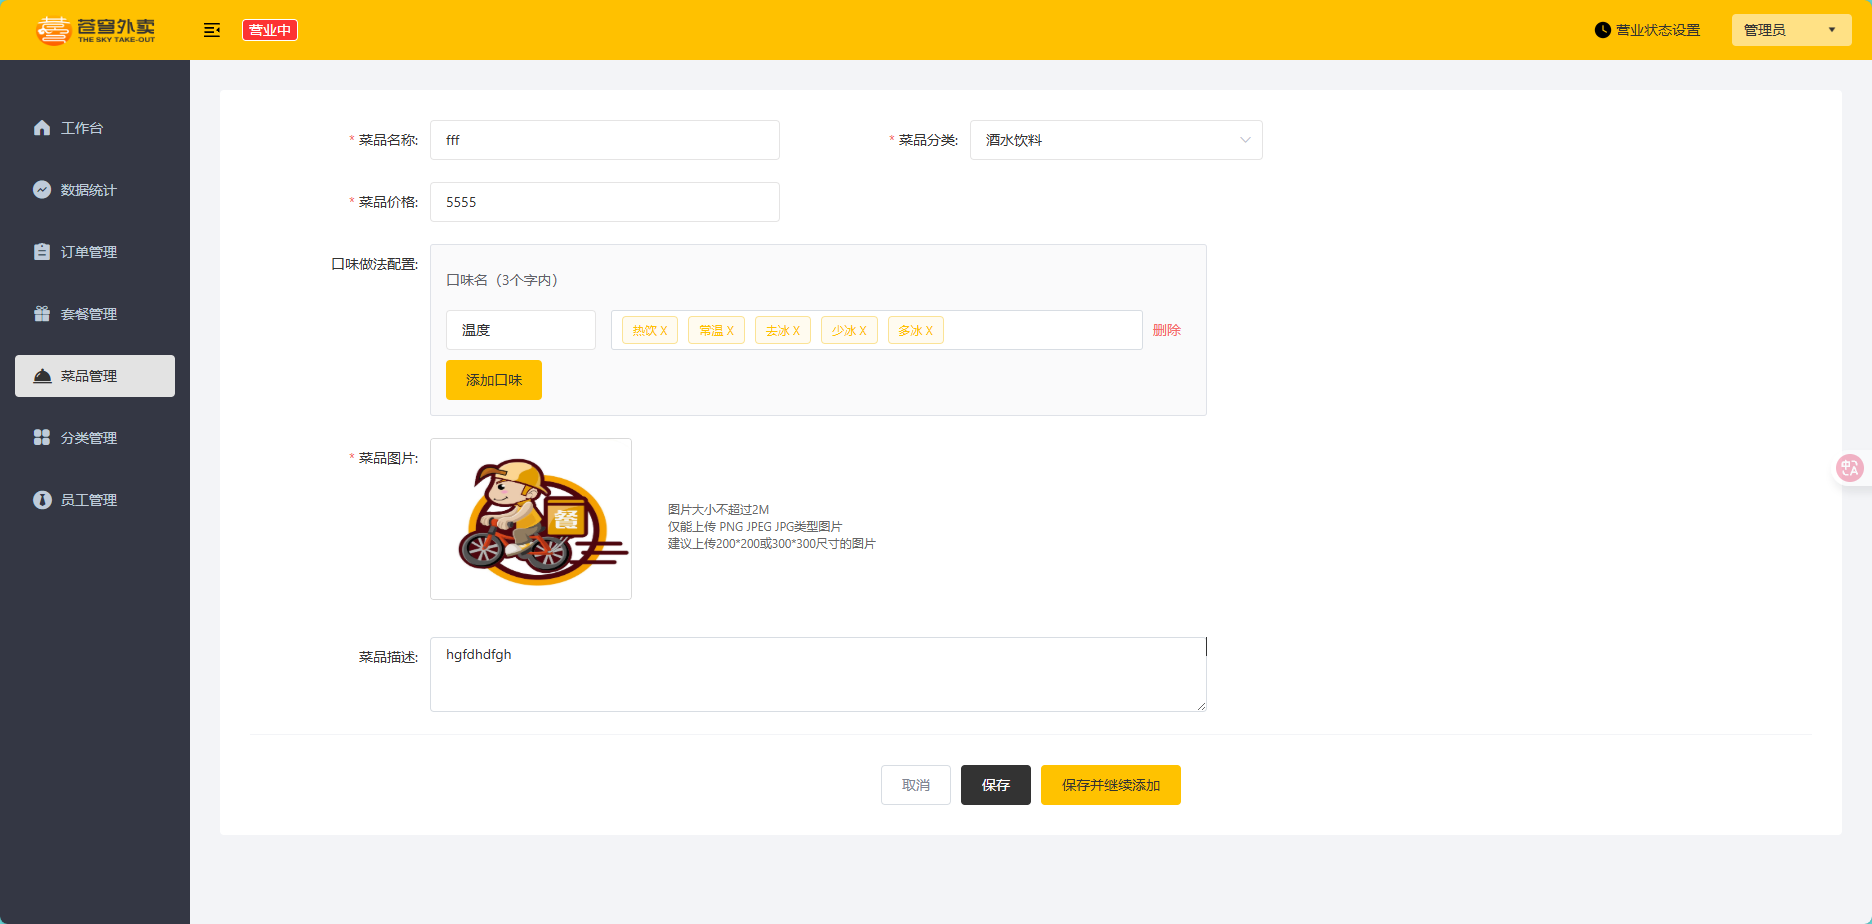 苍穹外卖
THE SKY TAKE-OUT
营业中
营业状态设置
管理员
工作台
数据统计
订单管理
套餐管理
菜品管理
分类管理
员工管理
* 菜品名称:
fff
* 菜品分类:
酒水饮料
* 菜品价格:
5555
口味做法配置:
口味名（3个字内）
温度
热饮 X
常温 X
去冰 X
少冰 X
多冰 X
删除
添加口味
* 菜品图片:
餐
图片大小不超过2M
仅能上传 PNG JPEG JPG类型图片
建议上传200*200或300*300尺寸的图片
菜品描述:
hgfdhdfgh
取消
保存
保存并继续添加